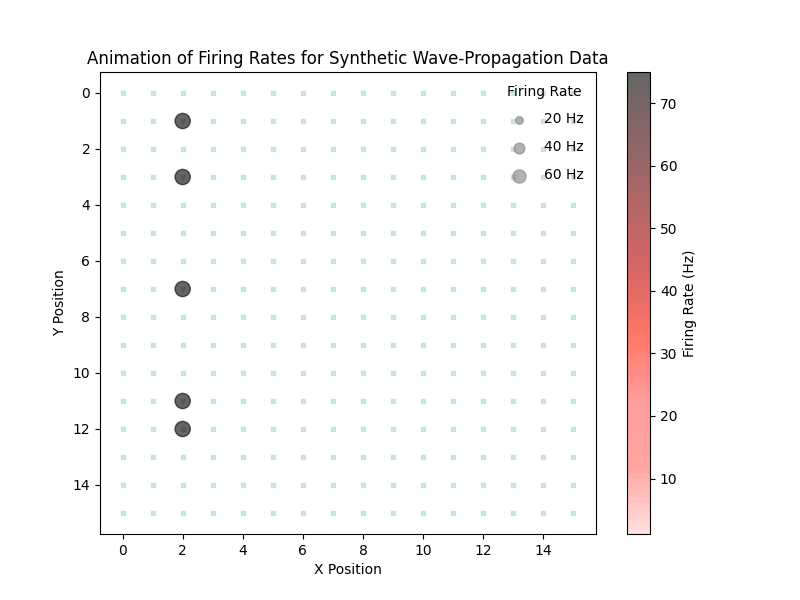 Animation of Firing Rates for Synthetic Wave-Propagation Data
Firing Rate
20 Hz
40 Hz
60 Hz
0
2
4
6
8
10
12
14
Y Position
0 2 4 6 8 10 12 14
X Position
70
60
50
40
30
20
10
Firing Rate (Hz)